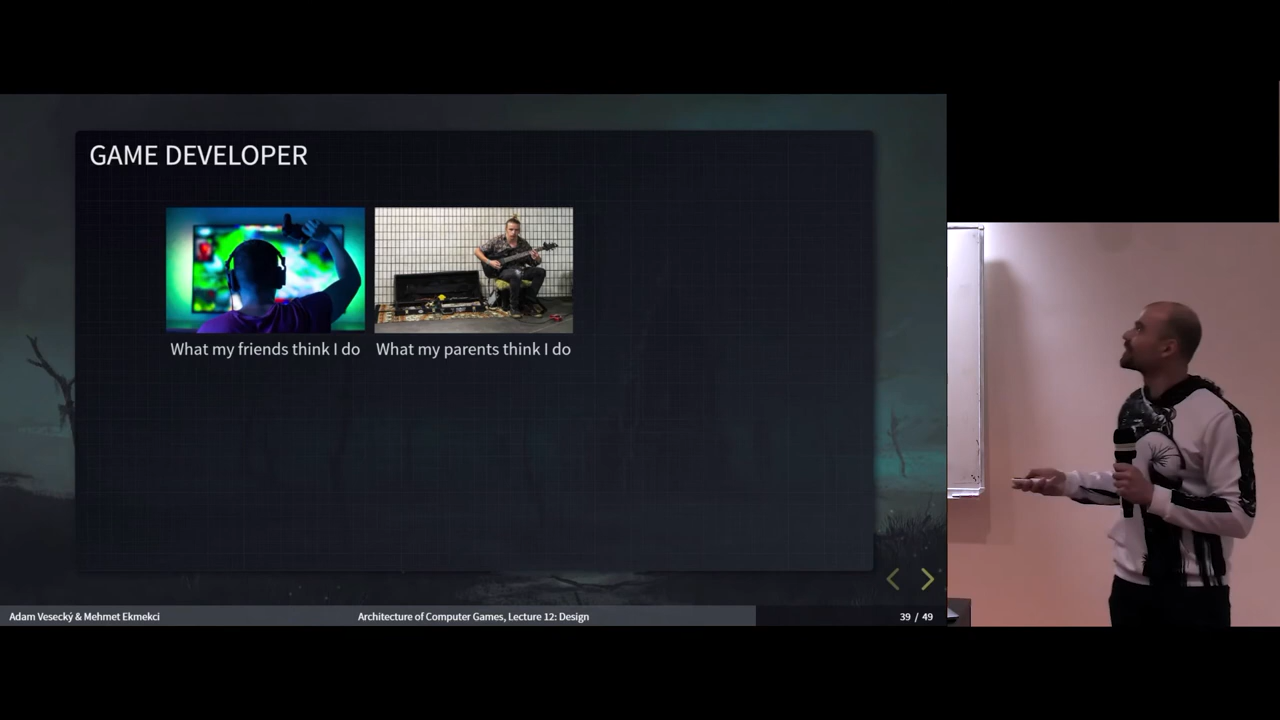 GAME DEVELOPER
What my friends think I do
What my parents think I do
Adam Vesecký & Mehmet Ekmekci
Architecture of Computer Games, Lecture 12: Design
39 / 49